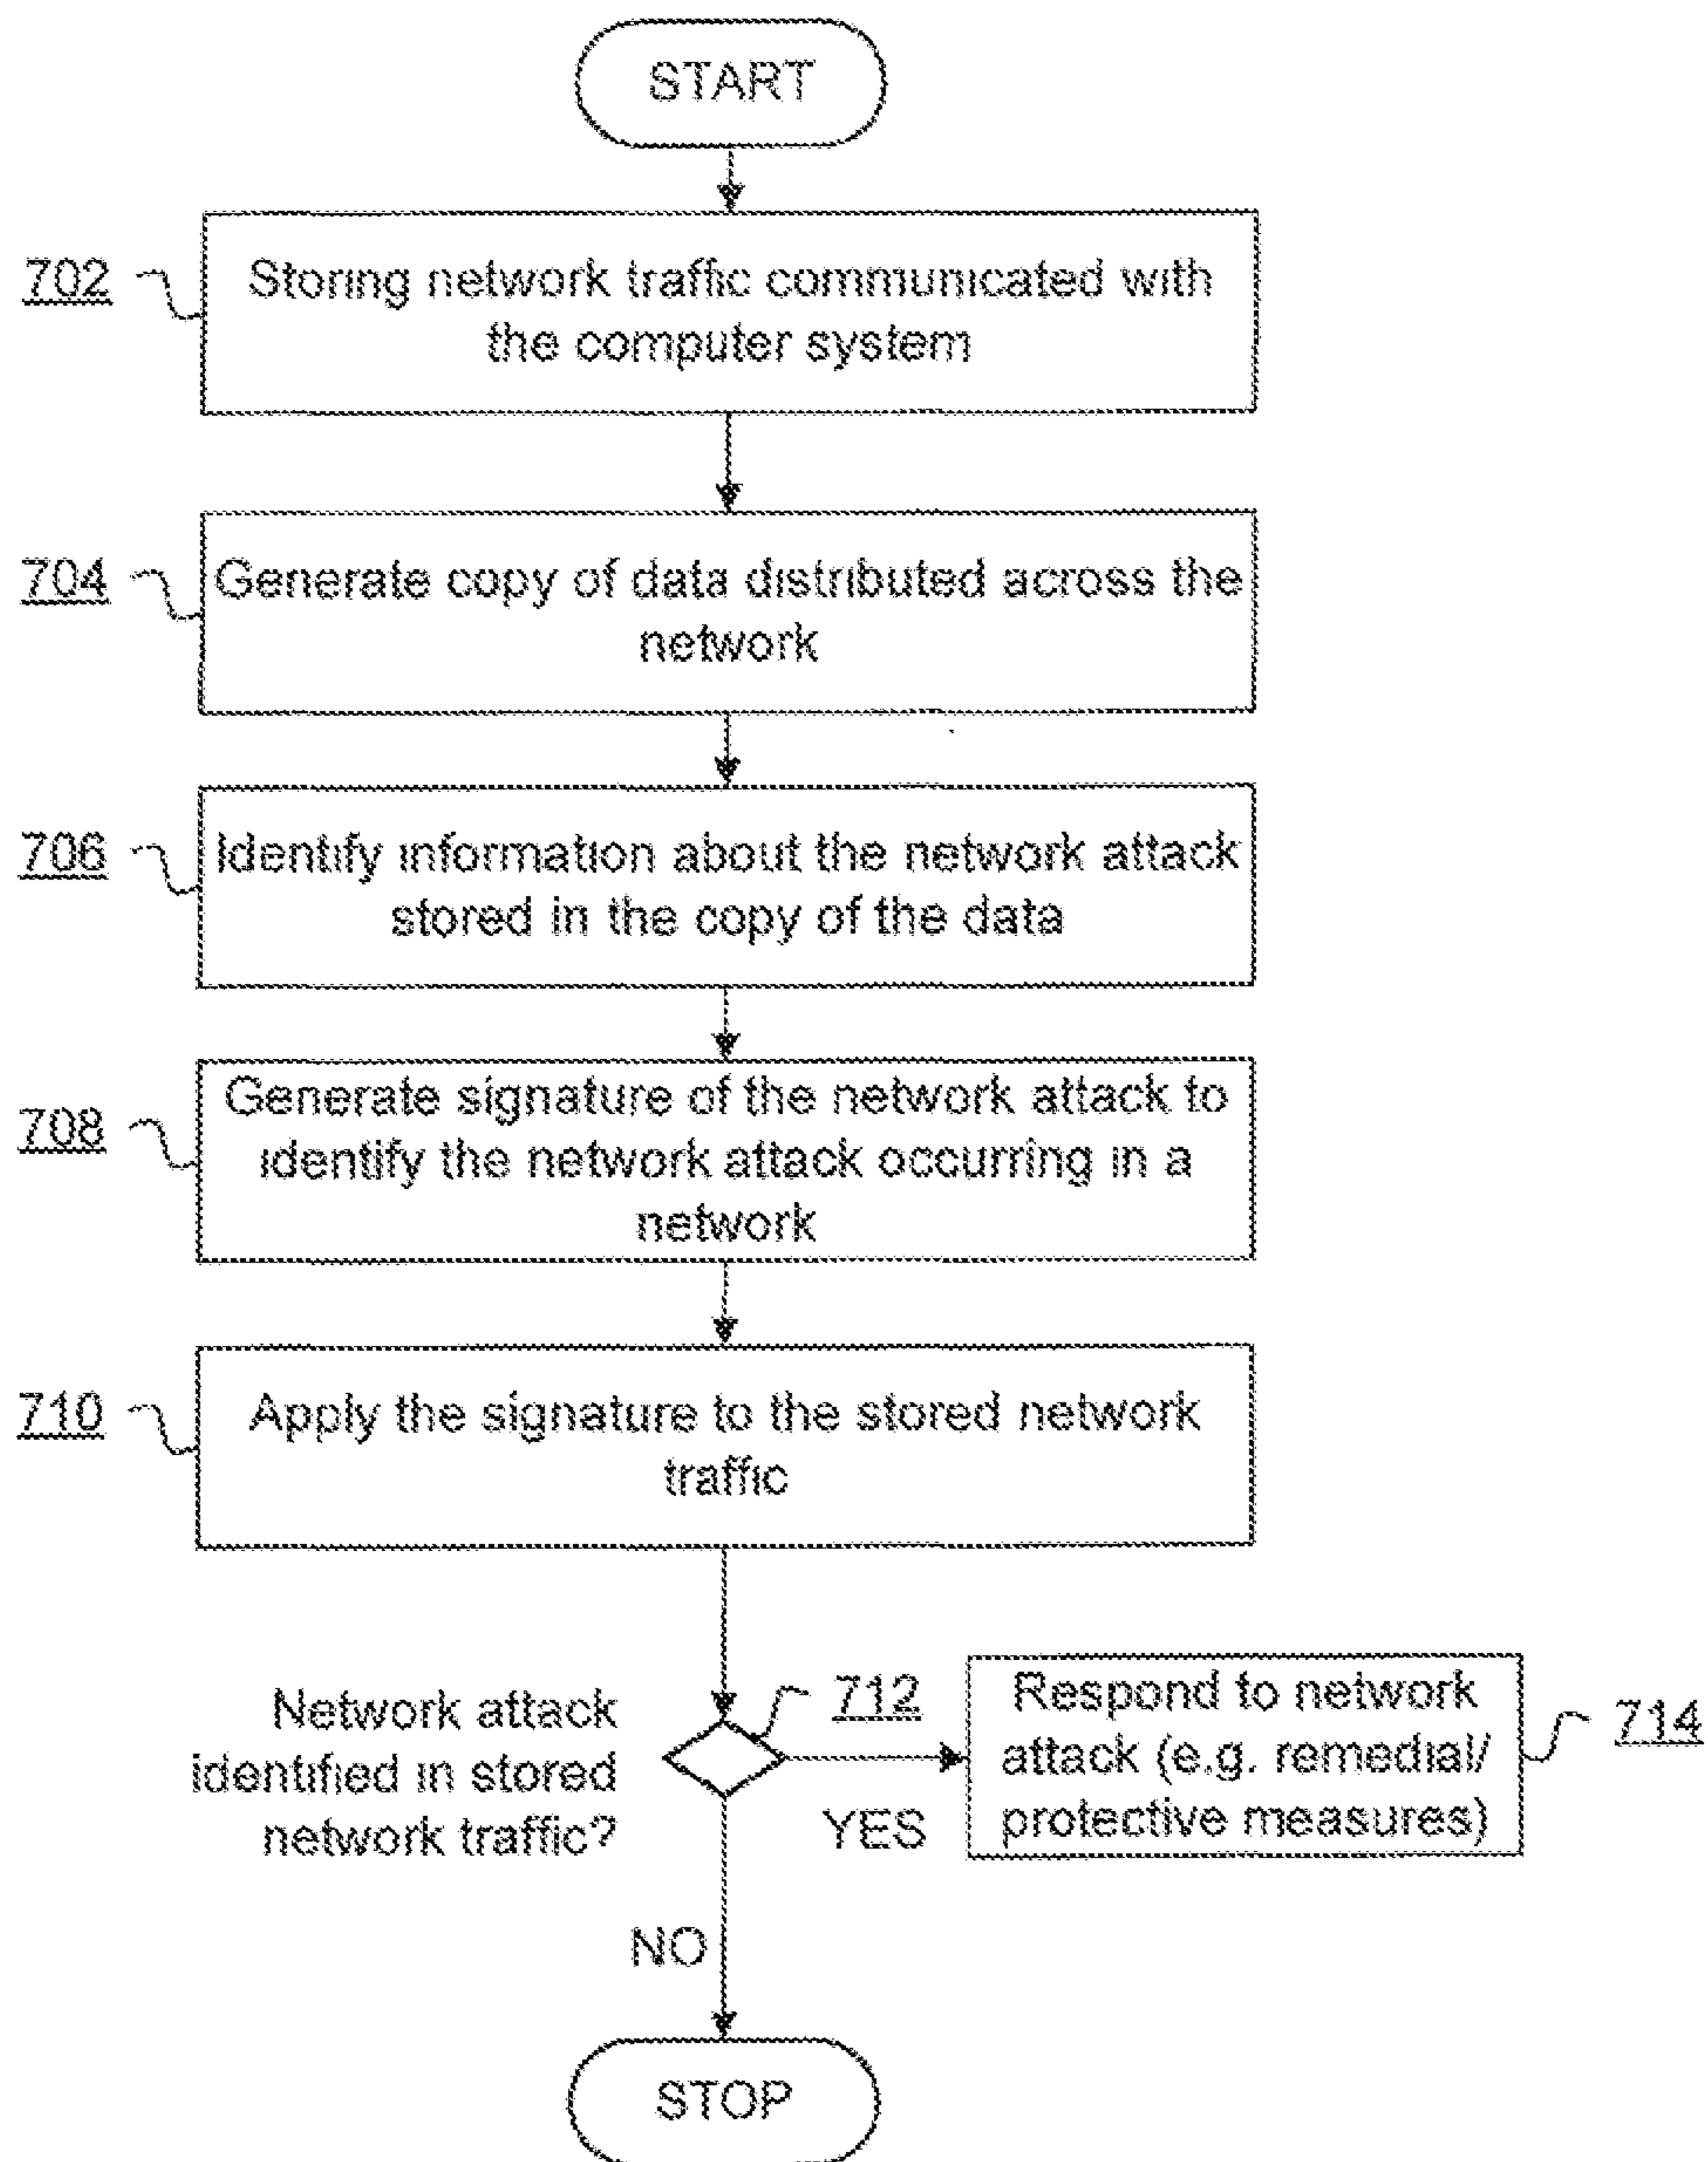 START
702
Storing network traffic communicated with
the computer system
704
Generate copy of data distributed across the
network
706
Identify information about the network attack
stored in the copy of the data
708
Generate signature of the network attack to
identify the network attack occurring in a
network
710
Apply the signature to the stored network
traffic
Network attack
identified in stored
network traffic?
712
YES
Respond to network
attack (e.g. remedial/
protective measures)
714
NO
STOP